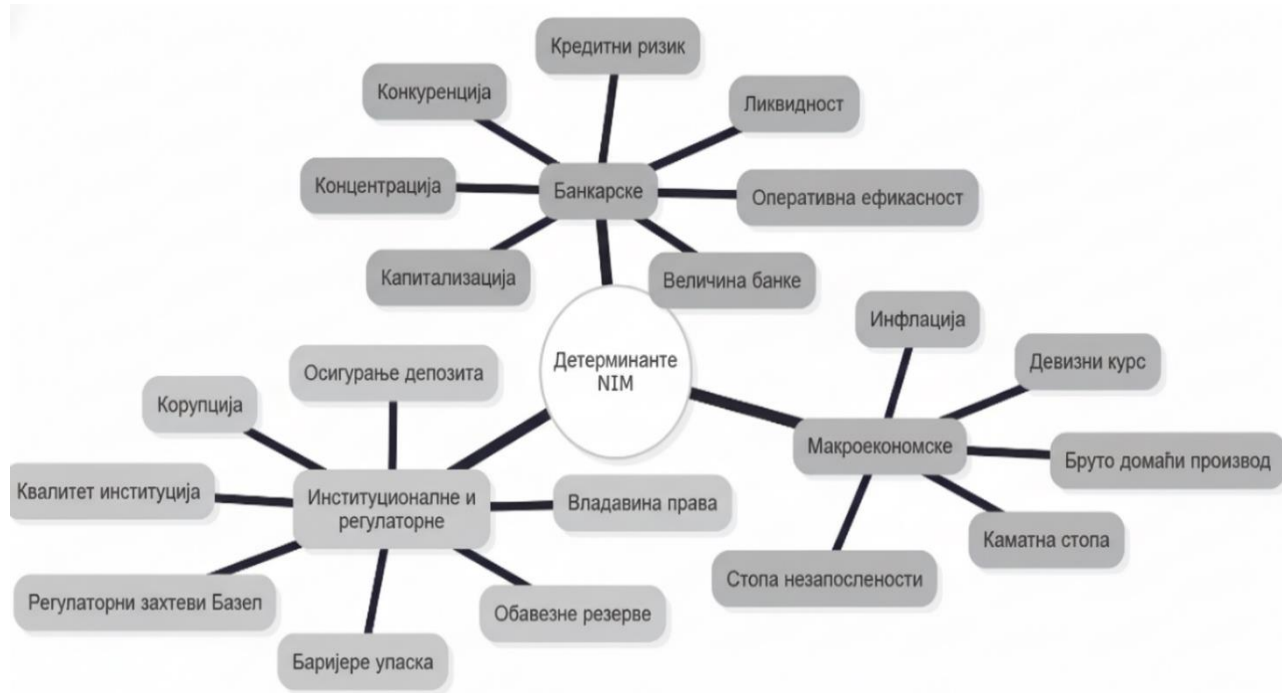 Кредитни ризик
Конкуренција
Ликвидност
Концентрација
Банкарске
Оперативна ефикасност
Капитализација
Величина банке
Детерминанте
NIM
Инфлација
Девизни курс
Макроекономске
Бруто домаћи производ
Каматна стопа
Стопа незапослености
Осигурање депозита
Корупција
Квалитет институција
Институционалне и
регулаторне
Владавина права
Регулаторни захтеви Базел
Обавезне резерве
Баријере упаска